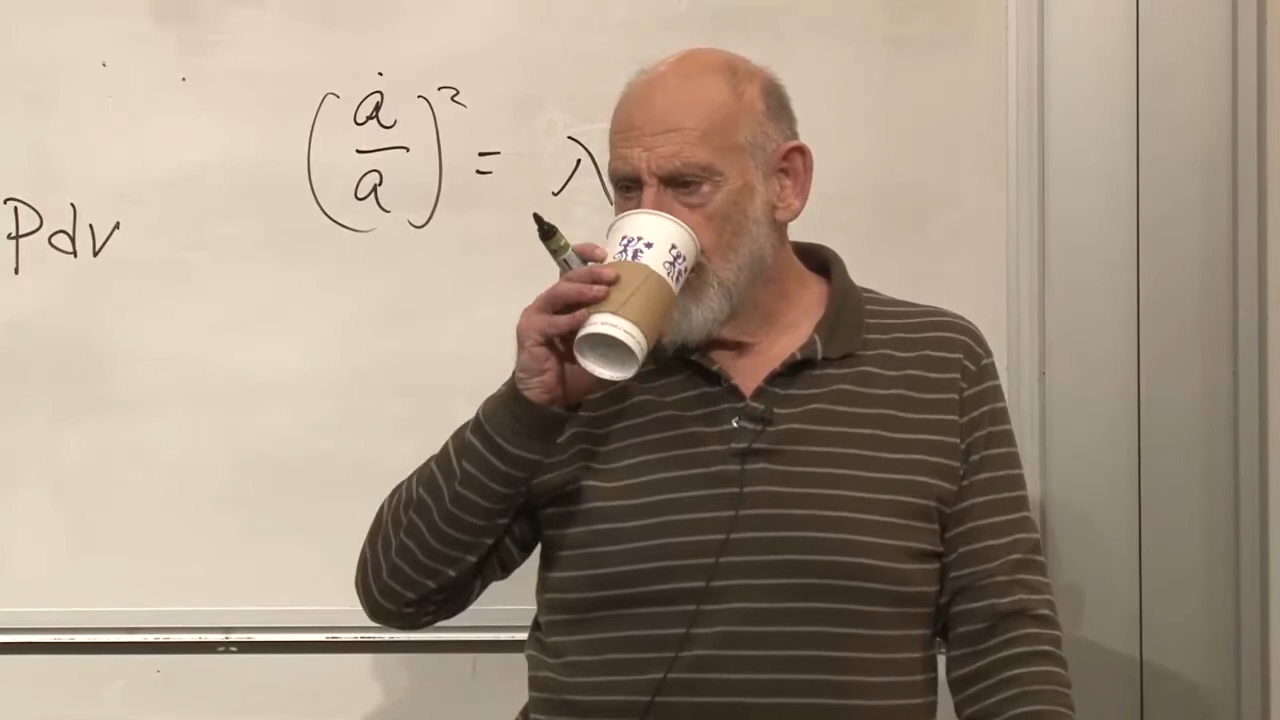 Pdv
(ȧ/a)² = λ